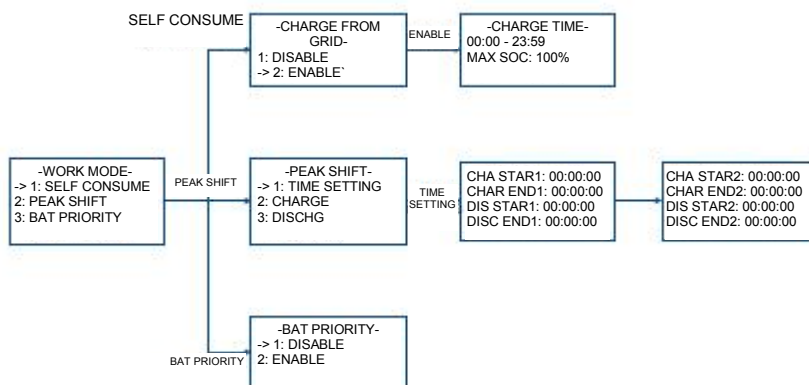 SELF CONSUME
-CHARGE FROM
GRID-
1: DISABLE
-> 2: ENABLE`
ENABLE
-CHARGE TIME-
00:00 - 23:59
MAX SOC: 100%
-WORK MODE-
-> 1: SELF CONSUME
2: PEAK SHIFT
3: BAT PRIORITY
PEAK SHIFT
-PEAK SHIFT-
-> 1: TIME SETTING
2: CHARGE
3: DISCHG
TIME
SETTING
CHA STAR1: 00:00:00
CHAR END1: 00:00:00
DIS STAR1: 00:00:00
DISC END1: 00:00:00
CHA STAR2: 00:00:00
CHAR END2: 00:00:00
DIS STAR2: 00:00:00
DISC END2: 00:00:00
BAT PRIORITY
-BAT PRIORITY-
-> 1: DISABLE
2: ENABLE